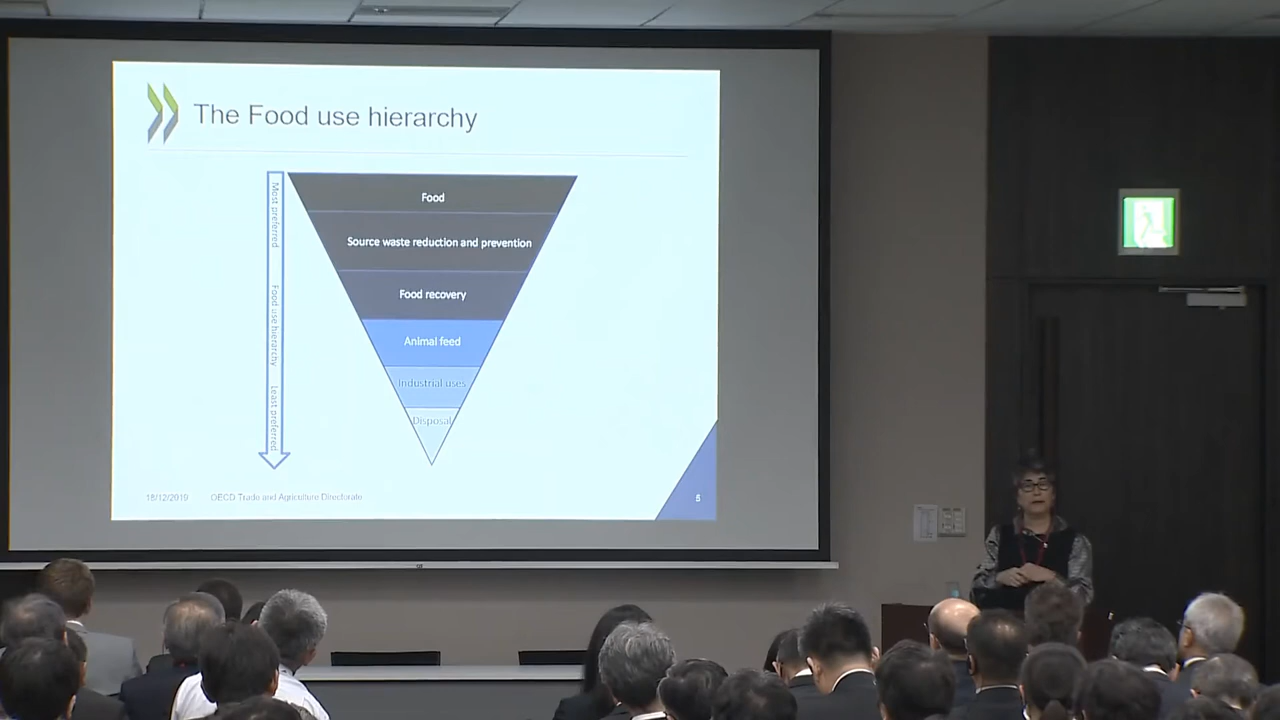 The Food use hierarchy
Most preferred Food use hierarchy Least preferred
Food
Source waste reduction and prevention
Food recovery
Animal feed
Industrial uses
Disposal
18/12/2019 OECD Trade and Agriculture Directorate 5